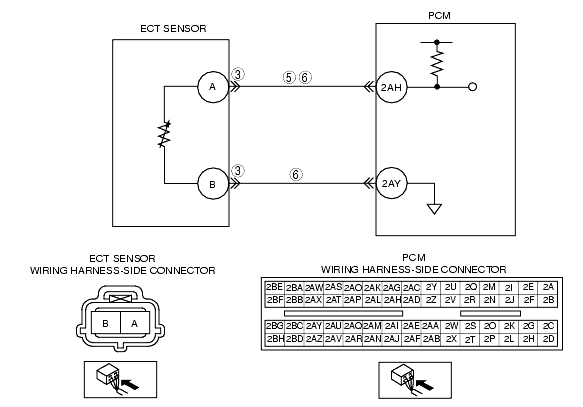 ECT SENSOR
PCM
A
3
5 6
2AH
B
3
6
2AY
ECT SENSOR
WIRING HARNESS-SIDE CONNECTOR
B A
PCM
WIRING HARNESS-SIDE CONNECTOR
2BE 2BA 2AW 2AS 2AO 2AK 2AG 2AC 2Y 2U 2Q 2M 2I 2E 2A
2BF 2BB 2AX 2AT 2AP 2AL 2AH 2AD 2Z 2V 2R 2N 2J 2F 2B
2BG 2BC 2AY 2AU 2AQ 2AM 2AI 2AE 2AA 2W 2S 2O 2K 2G 2C
2BH 2BD 2AZ 2AV 2AR 2AN 2AJ 2AF 2AB 2X 2T 2P 2L 2H 2D